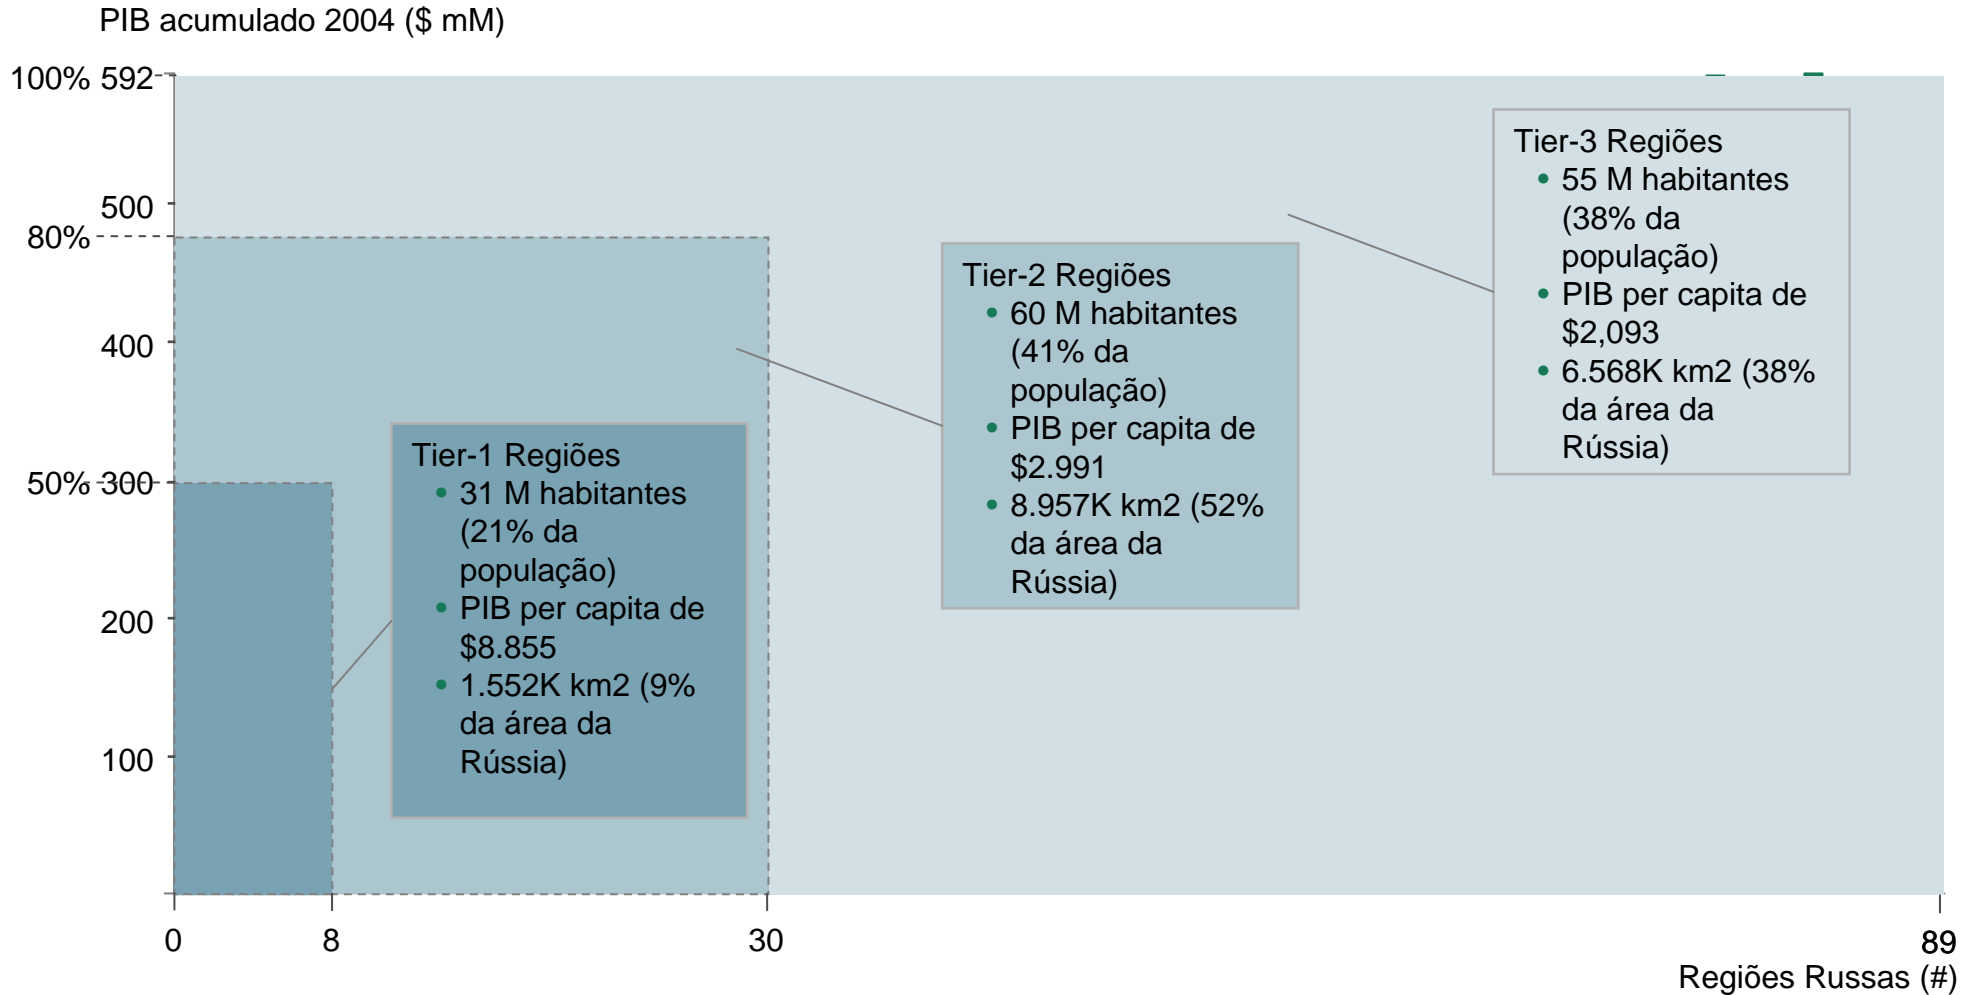 PIB acumulado 2004 ($ mM)
100% 592
500
80%
400
50% 300
200
100
Tier-1 Regiões
• 31 M habitantes
(21% da
população)
• PIB per capita de
$8.855
• 1.552K km2 (9%
da área da
Rússia)
Tier-2 Regiões
• 60 M habitantes
(41% da
população)
• PIB per capita de
$2.991
• 8.957K km2 (52%
da área da
Rússia)
Tier-3 Regiões
• 55 M habitantes
(38% da
população)
• PIB per capita de
$2,093
• 6.568K km2 (38%
da área da
Rússia)
0 8 30 89
Regiões Russas (#)